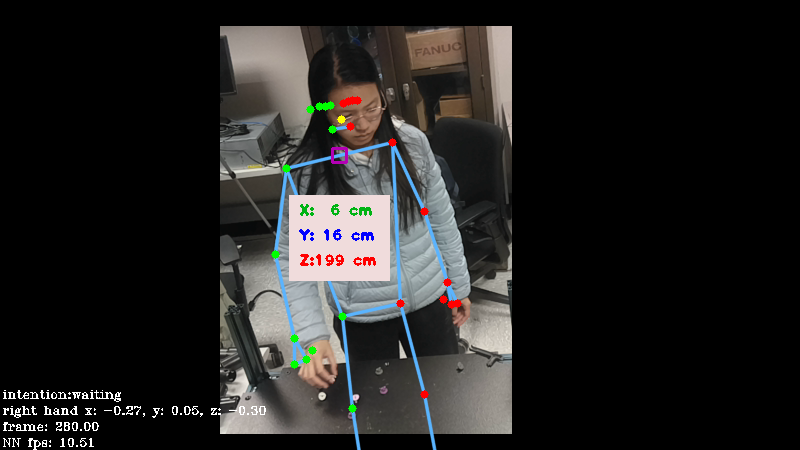 FANUC
X: 6 cm
Y: 16 cm
Z:199 cm
intention:waiting
right hand x: -0.27, y: 0.05, z: -0.30
frame: 280.00
NN fps: 10.51